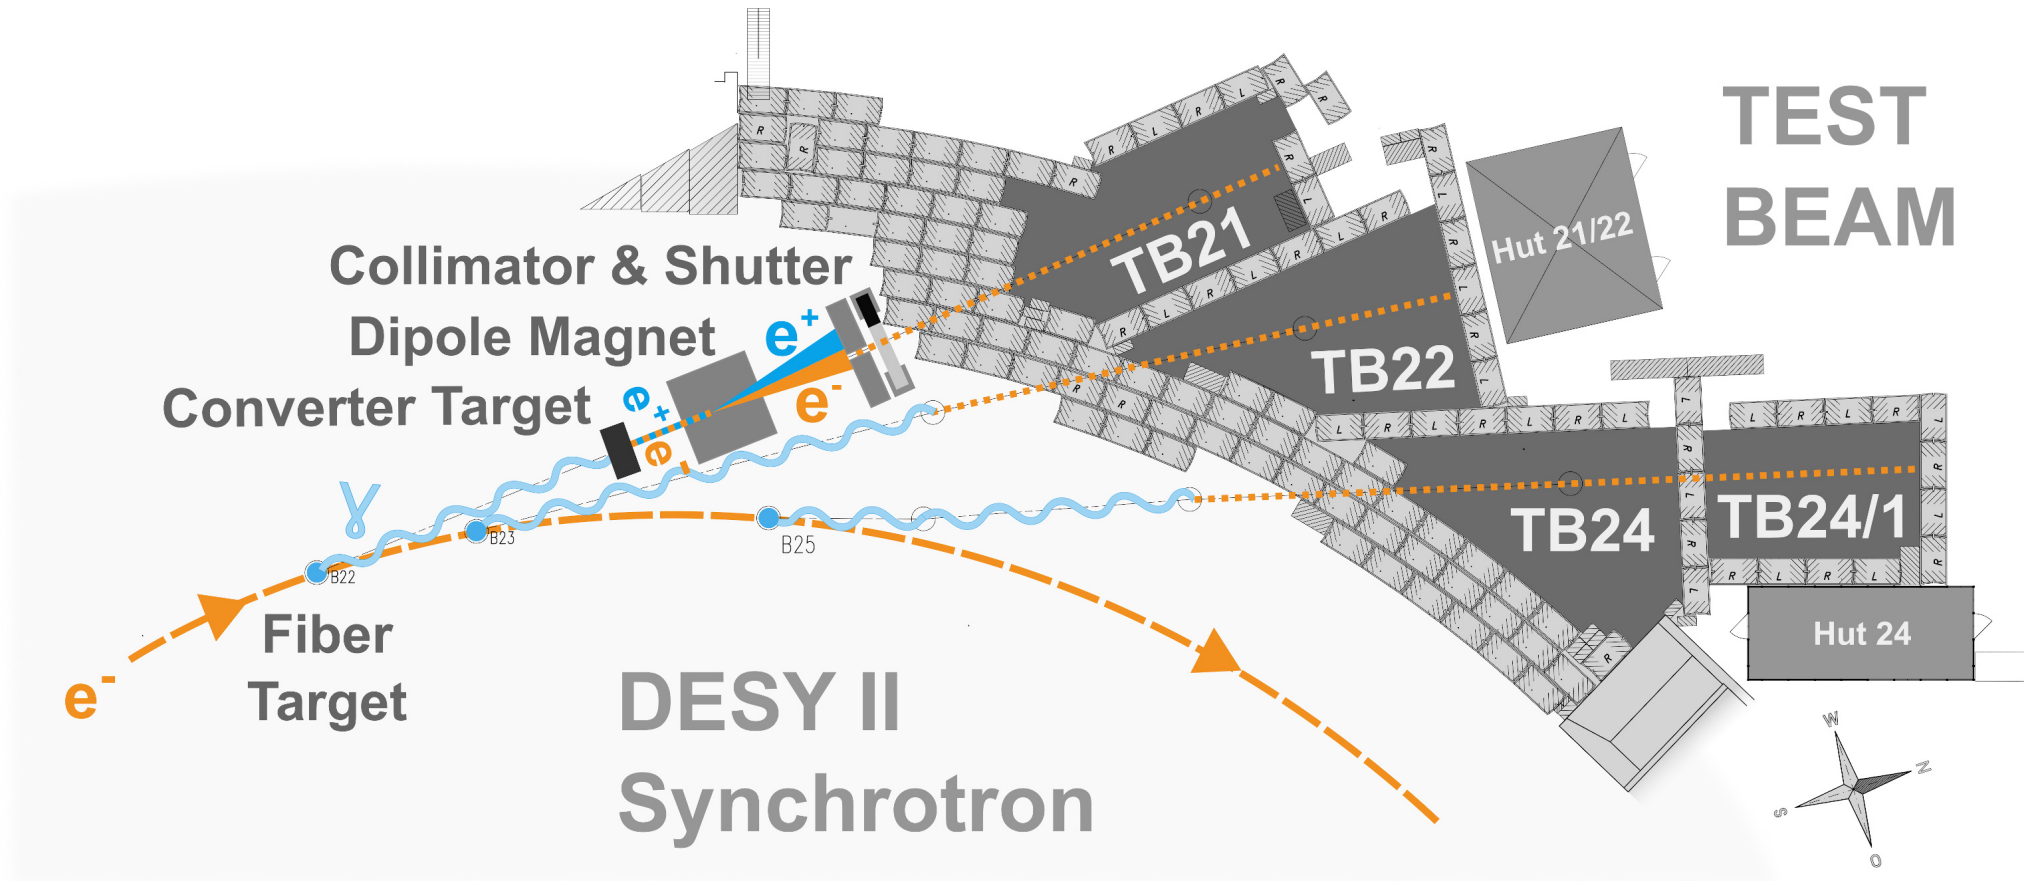 TEST
BEAM
Hut 21/22
TB21
TB22
TB24
TB24/1
Hut 24
Collimator & Shutter
Dipole Magnet
Converter Target
e+
e-
e+
e-
γ
B22
B23
B25
Fiber
Target
e-
DESY II
Synchrotron
W
N
S
O
R
R
R
R
L
R
L
R
R
R
L
R
L
R
L
R
L
R
R
L
R
L
R
L
R
R
L
R
L
R
L
R
L
L
R
L
R
L
L
R
L
R
L
R
L
L
R
R
L
R
L
R